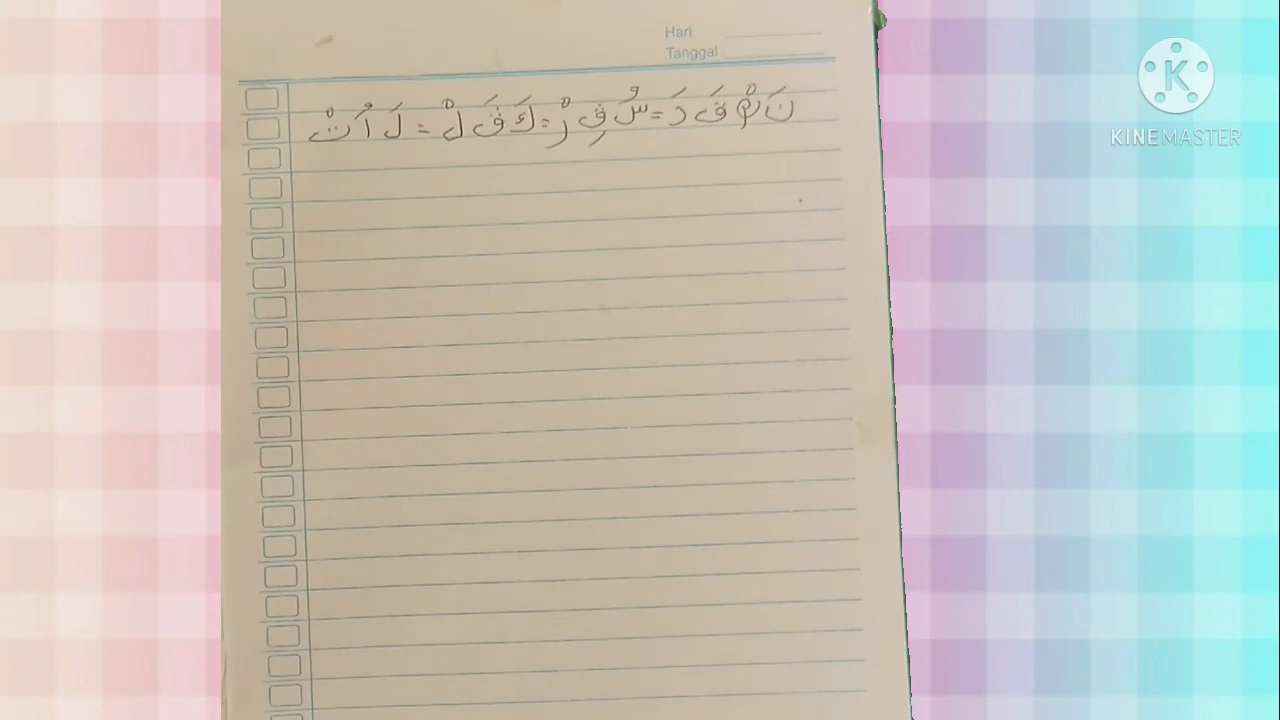 Hari
Tanggal
نَ هْ قَ دَ = سُ فِ رْ = كَ فَ لْ = لَ اُ تْ
KINEMASTER